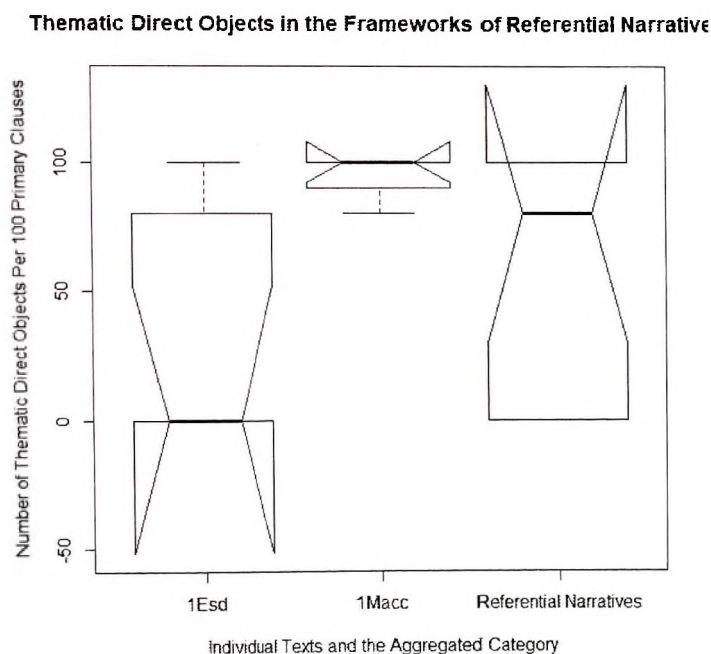 Thematic Direct Objects in the Frameworks of Referential Narrative
Number of Thematic Direct Objects Per 100 Primary Clauses
100
50
0
-50
1Esd
1Macc
Referential Narratives
Individual Texts and the Aggregated Category